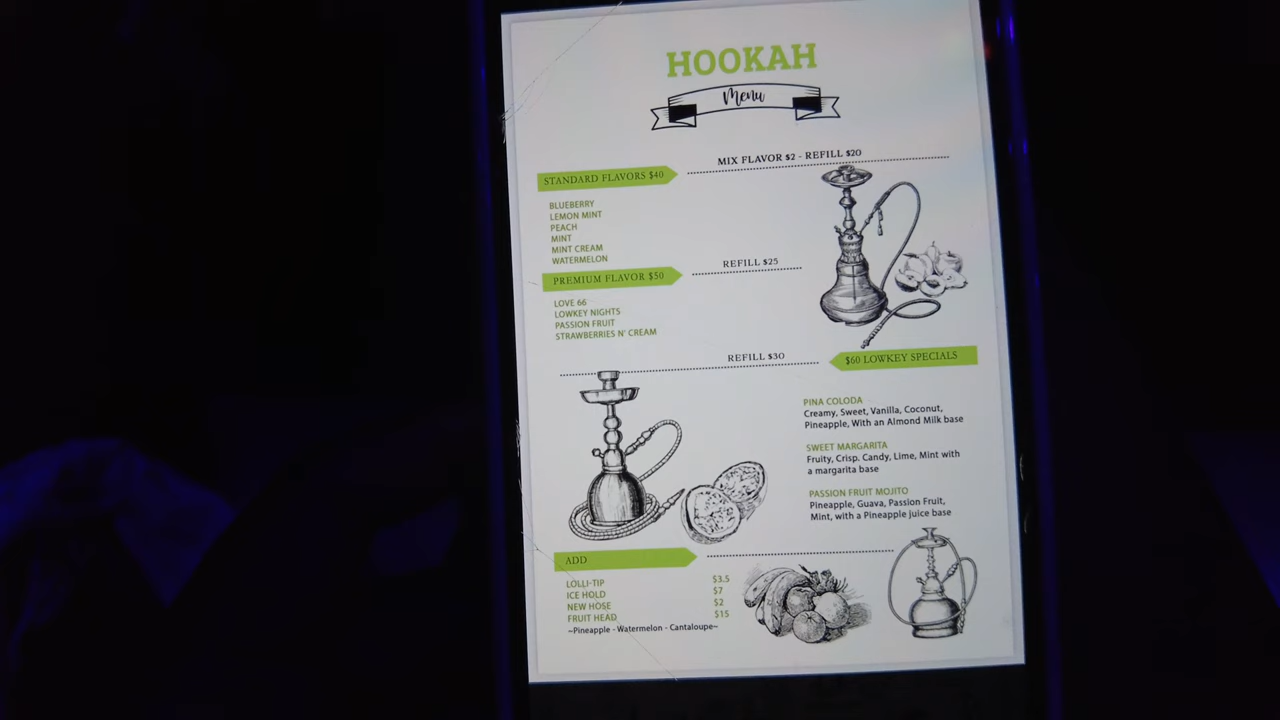 HOOKAH
Menu
MIX FLAVOR $2 - REFILL $20
STANDARD FLAVORS $40
BLUEBERRY
LEMON MINT
PEACH
MINT
MINT CREAM
WATERMELON
REFILL $25
PREMIUM FLAVOR $50
LOVE 66
LOWKEY NIGHTS
PASSION FRUIT
STRAWBERRIES N' CREAM
REFILL $30
$60 LOWKEY SPECIALS
PINA COLODA
Creamy, Sweet, Vanilla, Coconut,
Pineapple, With an Almond Milk base
SWEET MARGARITA
Fruity, Crisp. Candy, Lime, Mint with
a margarita base
PASSION FRUIT MOJITO
Pineapple, Guava, Passion Fruit,
Mint, with a Pineapple juice base
ADD
LOLLI-TIP $3.5
ICE HOLD $7
NEW HOSE $2
FRUIT HEAD $15
~Pineapple - Watermelon - Cantaloupe~